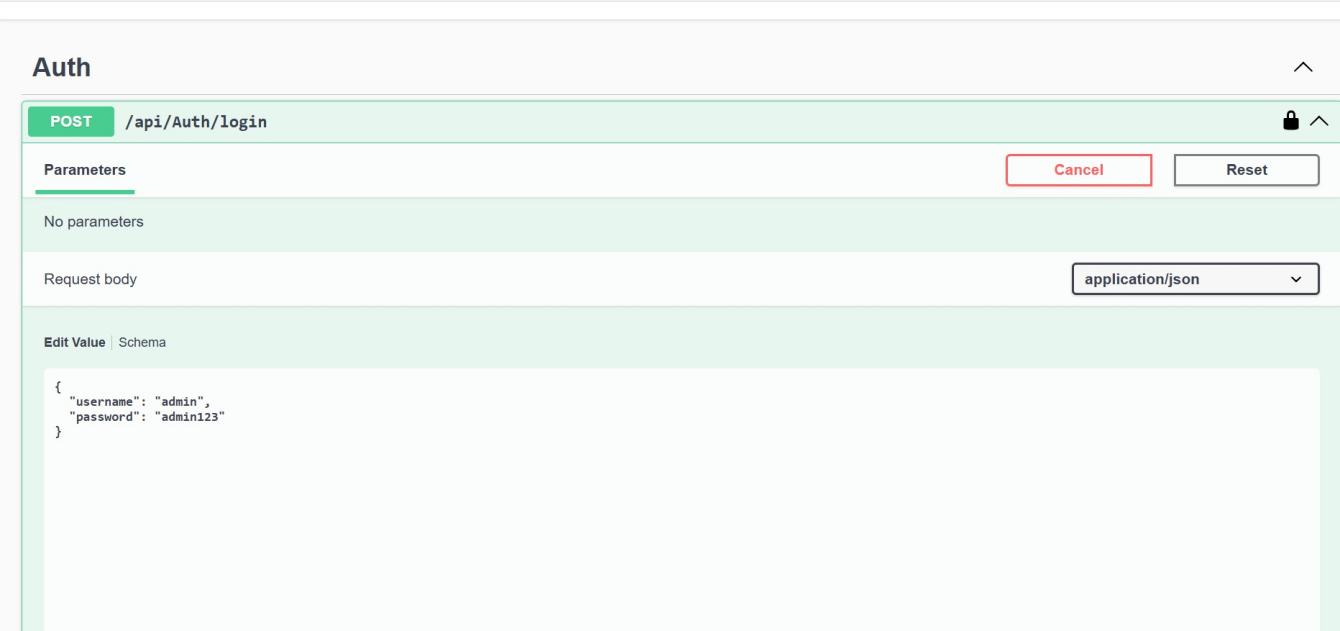 Auth
POST /api/Auth/login
Parameters Cancel Reset
No parameters
Request body application/json
Edit Value Schema
{
"username": "admin",
"password": "admin123"
}